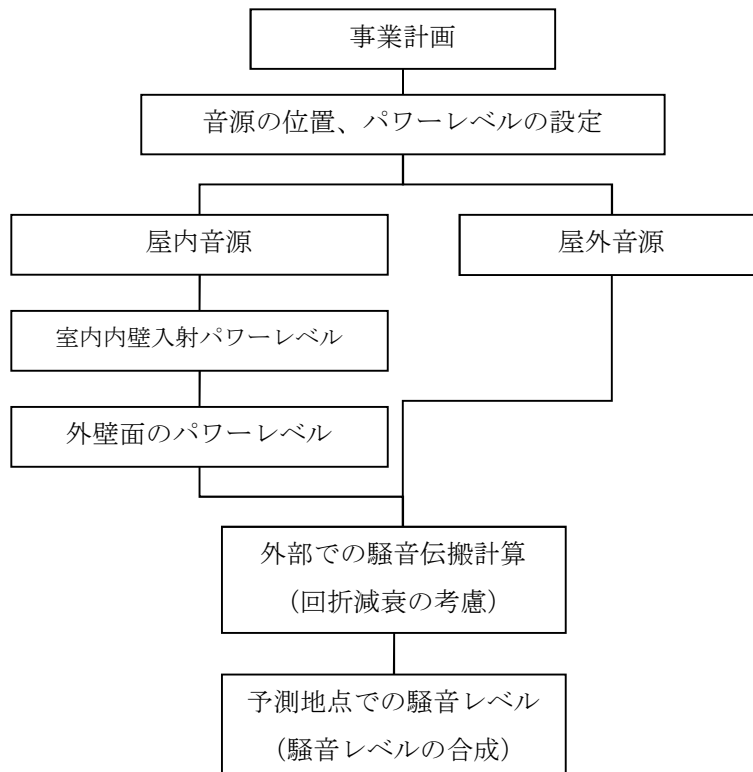 事業計画
音源の位置、パワーレベルの設定
屋内音源
屋外音源
室内内壁入射パワーレベル
外壁面のパワーレベル
外部での騒音伝搬計算
（回折減衰の考慮）
予測地点での騒音レベル
（騒音レベルの合成）